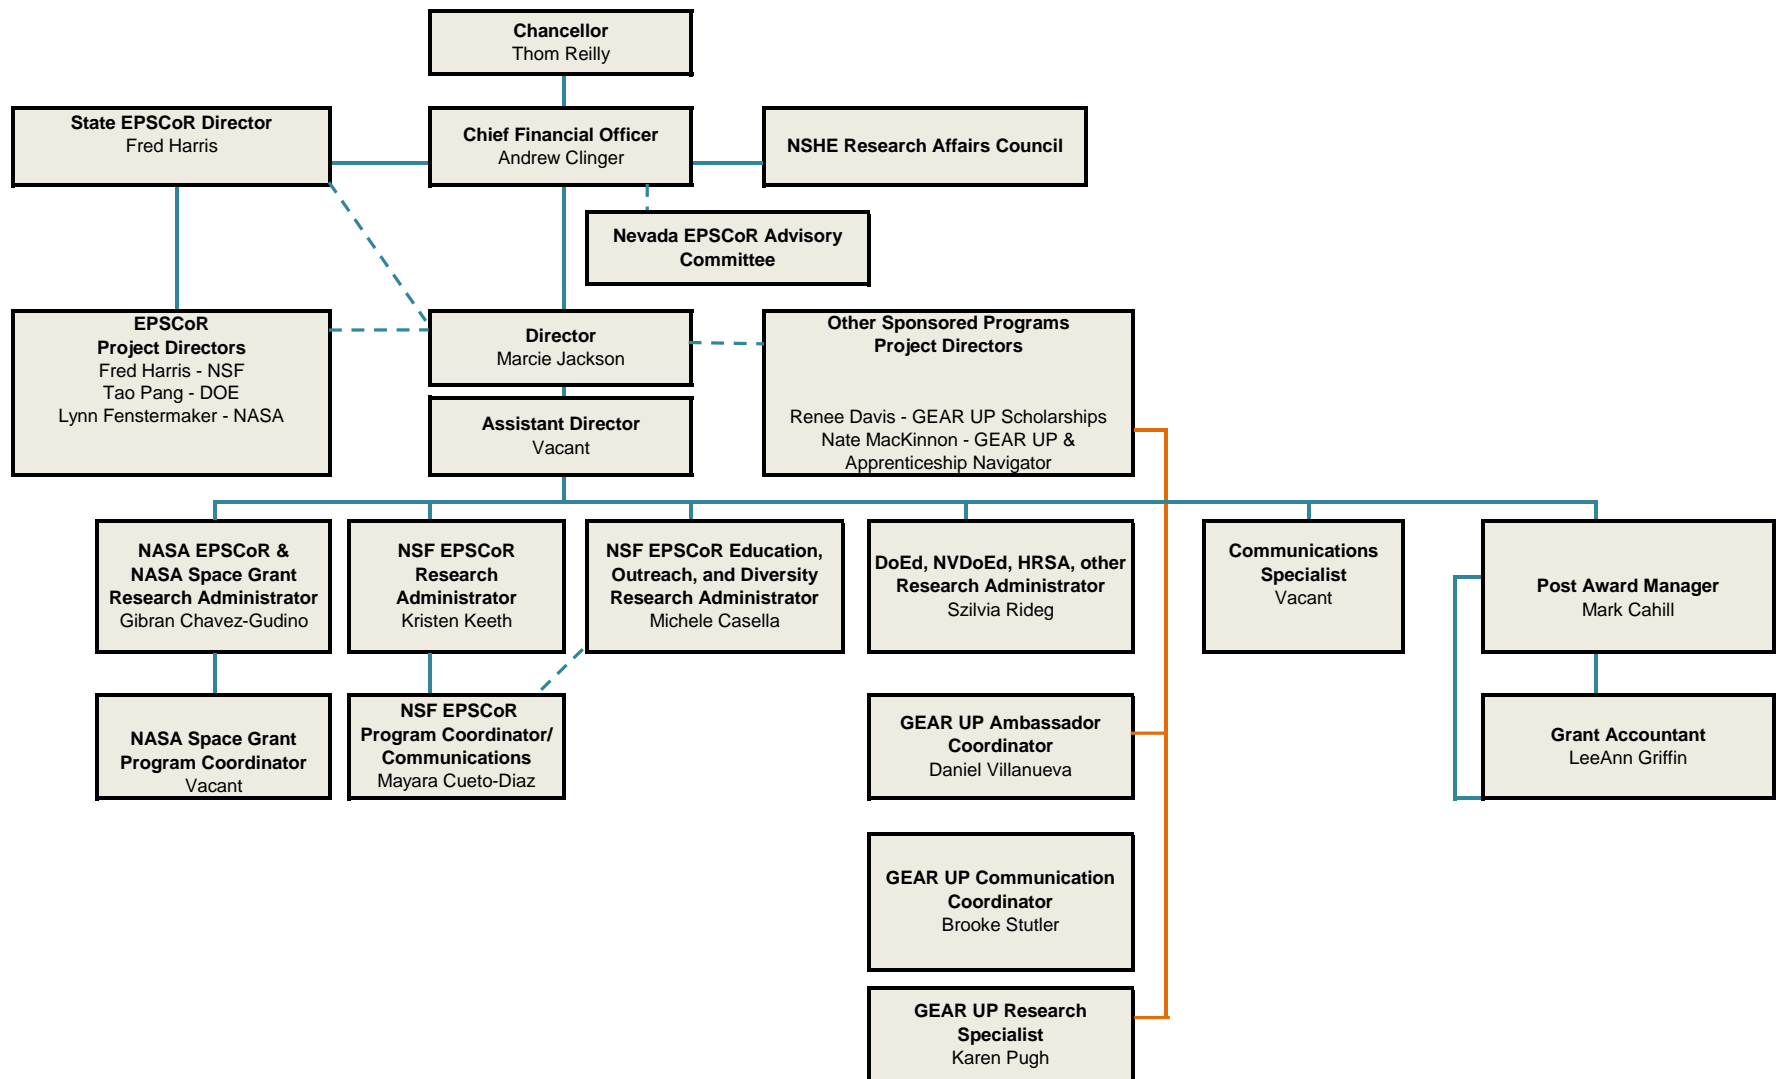 Chancellor
Thom Reilly
State EPSCoR Director
Fred Harris
Chief Financial Officer
Andrew Clinger
NSHE Research Affairs Council
Nevada EPSCoR Advisory
Committee
EPSCoR
Project Directors
Fred Harris - NSF
Tao Pang - DOE
Lynn Fenstermaker - NASA
Director
Marcie Jackson
Other Sponsored Programs
Project Directors
Renee Davis - GEAR UP Scholarships
Nate MacKinnon - GEAR UP &
Apprenticeship Navigator
Assistant Director
Vacant
NASA EPSCoR &
NASA Space Grant
Research Administrator
Gibran Chavez-Gudino
NSF EPSCoR
Research
Administrator
Kristen Keeth
NSF EPSCoR Education,
Outreach, and Diversity
Research Administrator
Michele Casella
DoEd, NVDoEd, HRSA, other
Research Administrator
Szilvia Rideg
Communications
Specialist
Vacant
Post Award Manager
Mark Cahill
NASA Space Grant
Program Coordinator
Vacant
NSF EPSCoR
Program Coordinator/
Communications
Mayara Cueto-Diaz
GEAR UP Ambassador
Coordinator
Daniel Villanueva
Grant Accountant
LeeAnn Griffin
GEAR UP Communication
Coordinator
Brooke Stutler
GEAR UP Research
Specialist
Karen Pugh